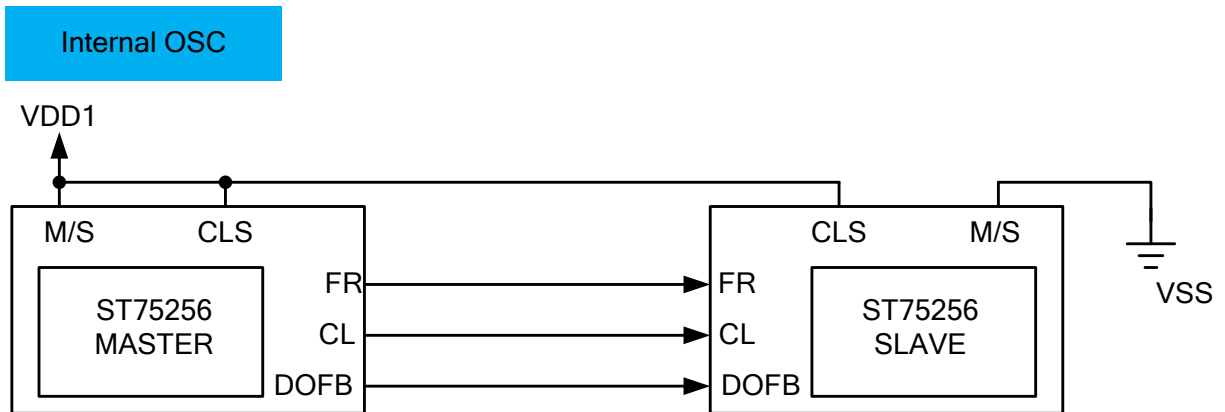 Internal OSC
VDD1
M/S CLS
CLS M/S
FR
FR
VSS
ST75256
MASTER
ST75256
SLAVE
CL
CL
DOFB
DOFB